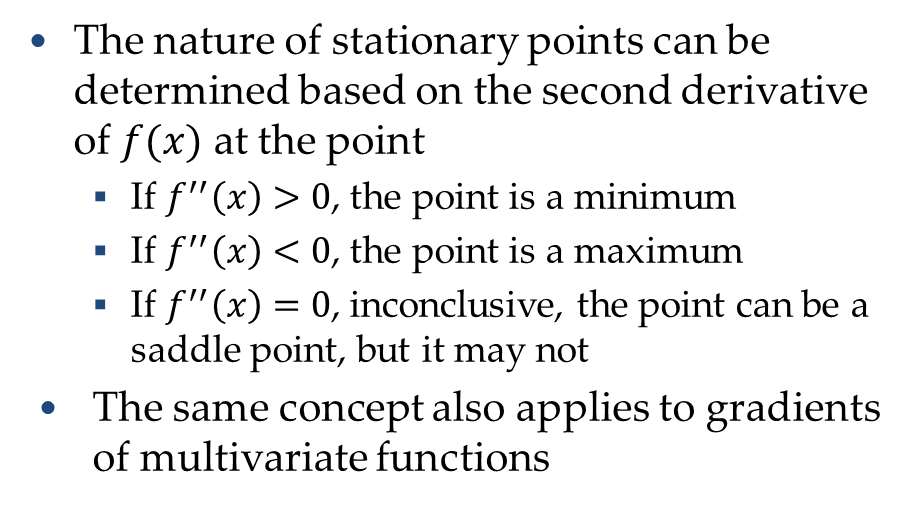 • The nature of stationary points can be
determined based on the second derivative
of f(x) at the point
▪ If f′′(x) > 0, the point is a minimum
▪ If f′′(x) < 0, the point is a maximum
▪ If f′′(x) = 0, inconclusive, the point can be a
saddle point, but it may not
• The same concept also applies to gradients
of multivariate functions